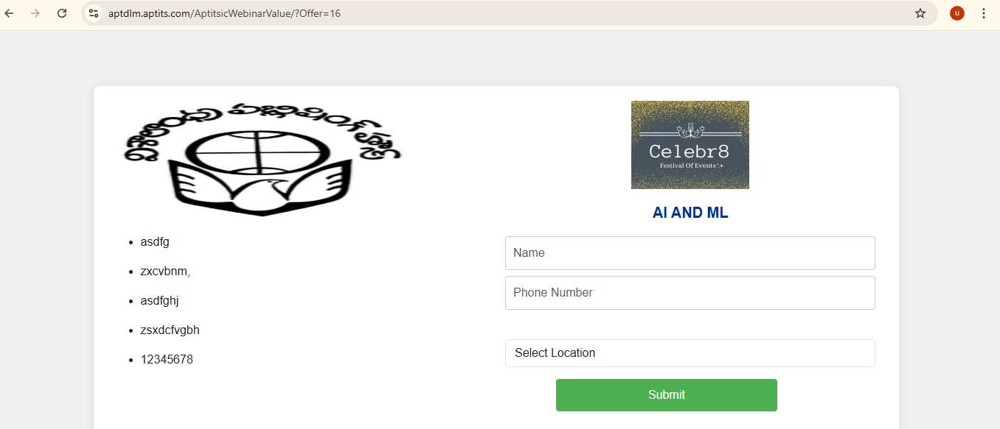 aptdlm.aptits.com/AptitsicWebinarValue/?Offer=16
u
విశాలాంధ్ర పబ్లిషింగ్ హౌస్
Celebr8
Festival Of Events
AI AND ML
asdfg
zxcvbnm,
asdfghj
zsxdcfvgbh
12345678
Name
Phone Number
Select Location
Submit